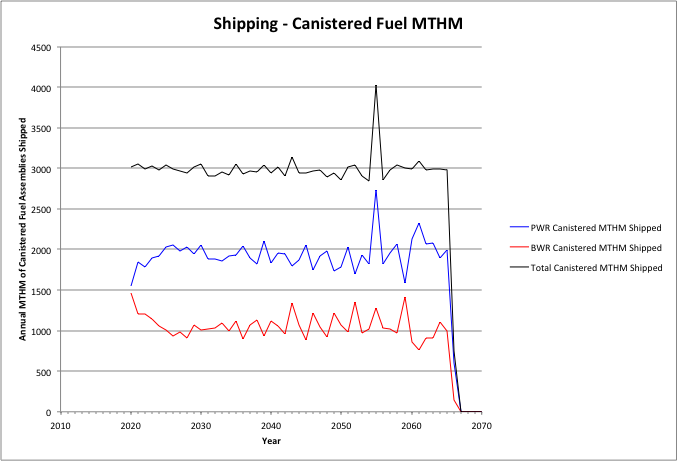 Shipping - Canistered Fuel MTHM
Annual MTHM of Canistered Fuel Assemblies Shipped
4500
4000
3500
3000
2500
2000
1500
1000
500
0
2010 2020 2030 2040 2050 2060 2070
Year
PWR Canistered MTHM Shipped
BWR Canistered MTHM Shipped
Total Canistered MTHM Shipped